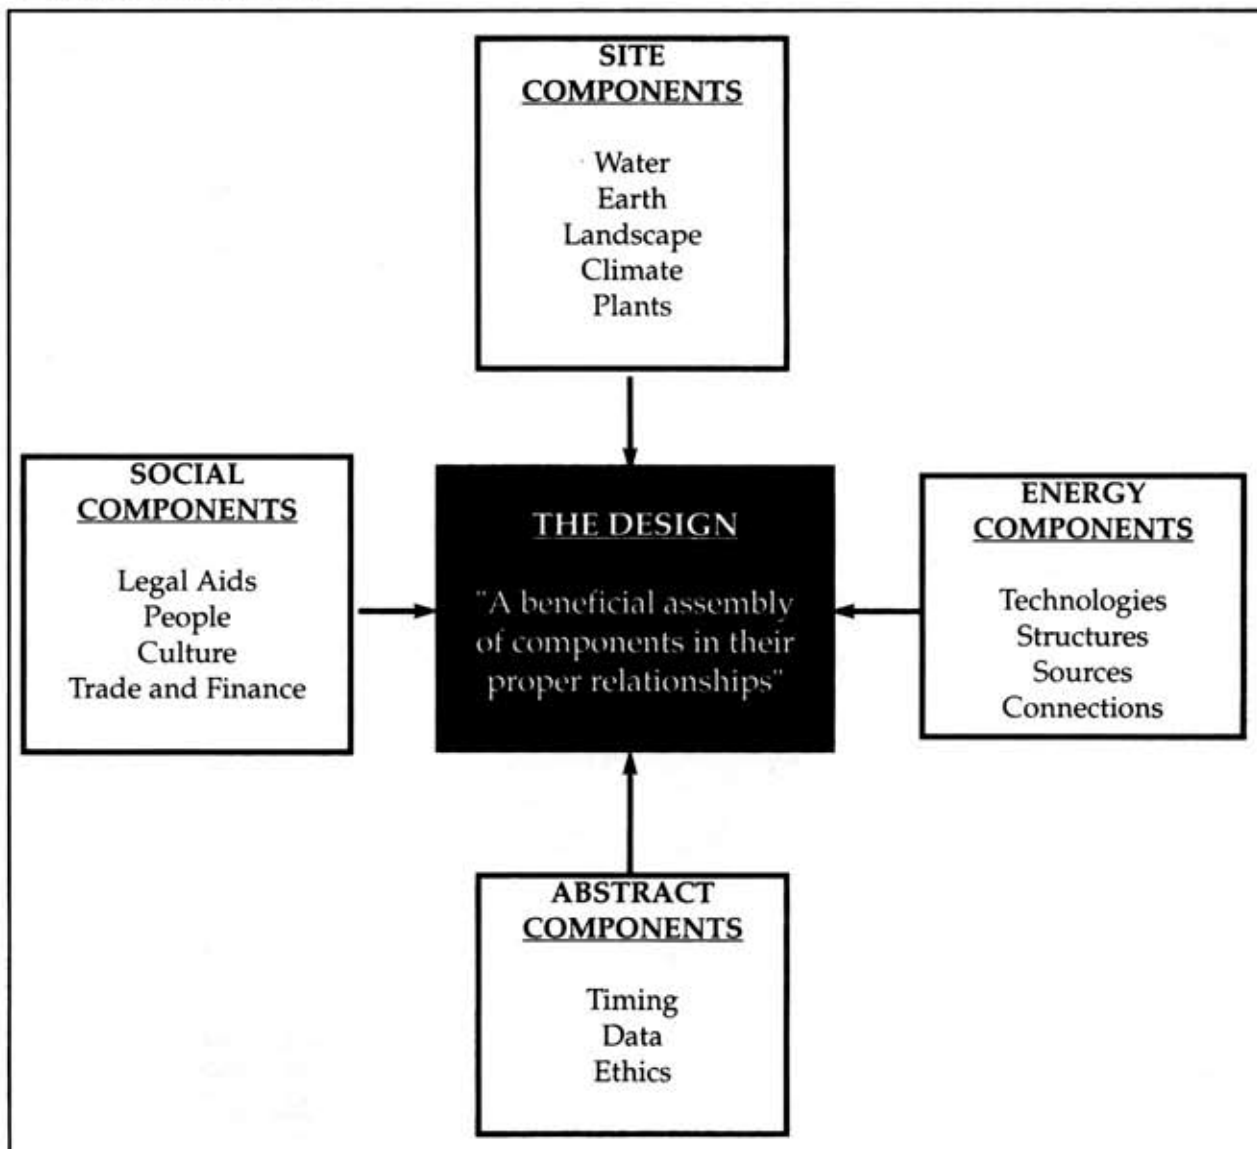 SITE
COMPONENTS
Water
Earth
Landscape
Climate
Plants
SOCIAL
COMPONENTS
Legal Aids
People
Culture
Trade and Finance
THE DESIGN
"A beneficial assembly
of components in their
proper relationships"
ENERGY
COMPONENTS
Technologies
Structures
Sources
Connections
ABSTRACT
COMPONENTS
Timing
Data
Ethics